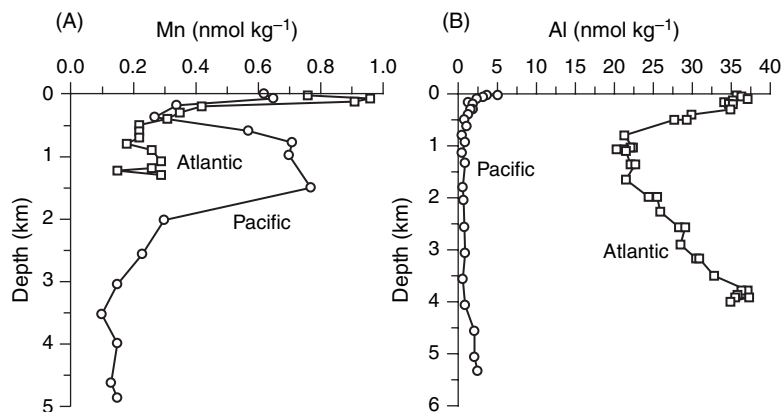 (A)
Mn (nmol kg⁻¹)
0.0 0.2 0.4 0.6 0.8 1.0
0
1
2
3
4
5
Depth (km)
Atlantic
Pacific
(B)
Al (nmol kg⁻¹)
0 5 10 15 20 25 30 35 40
0
1
2
3
4
5
6
Depth (km)
Pacific
Atlantic